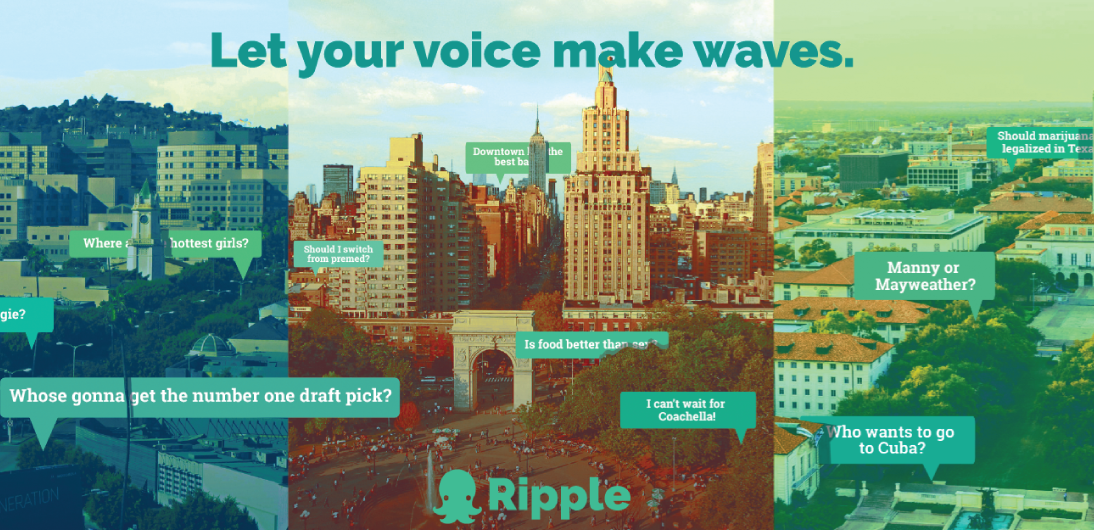 Let your voice make waves.
Should marijuana
legalized in
Downtown the
best
Where hottest girls?
Should I switch
from premed?
Manny or
Mayweather?
gie?
Is food better than
Whose gonna get the number one draft pick?
I can't wait for
Coachella!
Who wants to go
to Cuba?
NERATION
Ripple